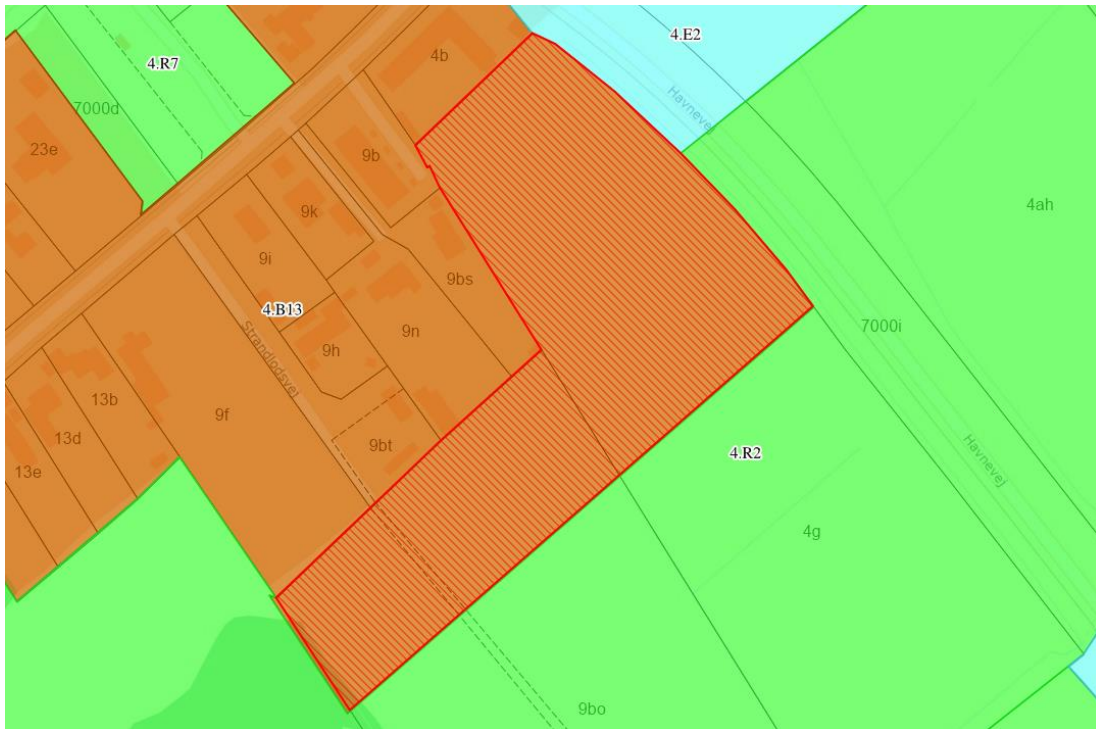 4.E2
4b
4.R7
Havnevej
7000d
23e
9b
4ah
9k
9i
9bs
4.B13
7000i
9n
Strandlodsvej
9h
13b
9f
13d
9bt
4.R2
Havnevej
13e
4g
9bo